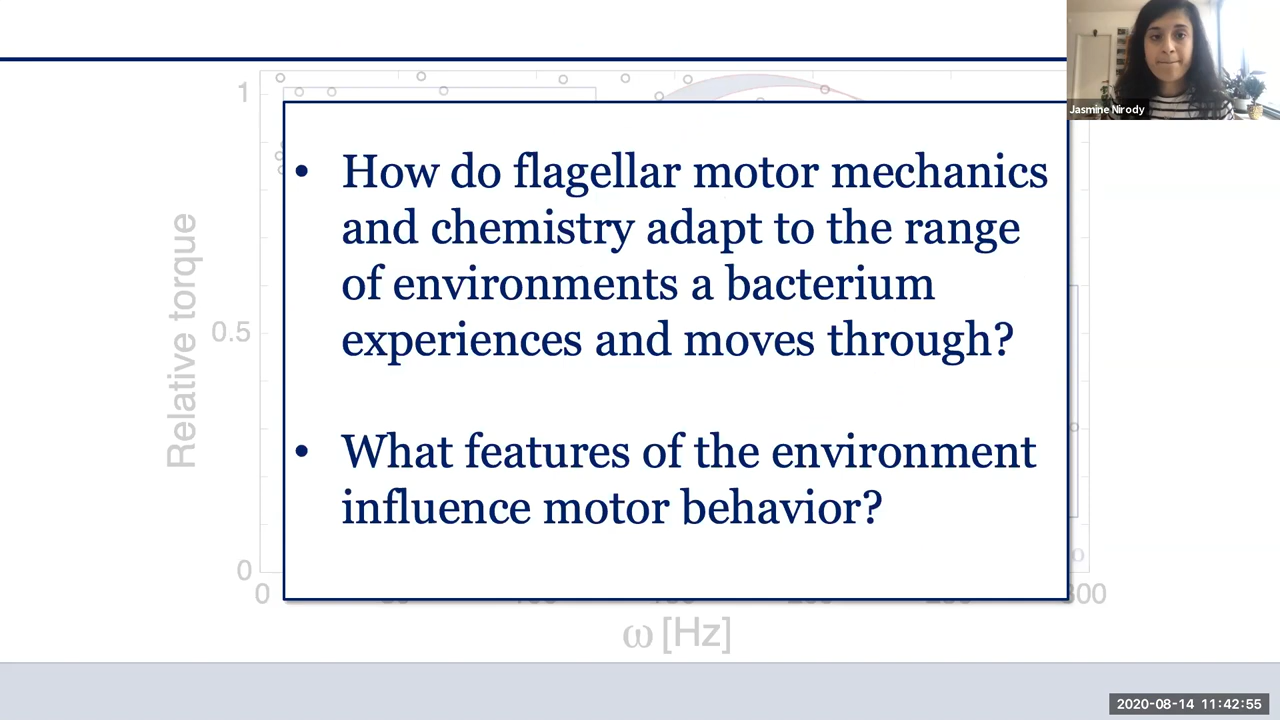 Jasmine Nirody
• How do flagellar motor mechanics
and chemistry adapt to the range
of environments a bacterium
experiences and moves through?
• What features of the environment
influence motor behavior?
Relative torque
1
0.5
0
0
300
ω [Hz]
2020-08-14 11:42:55